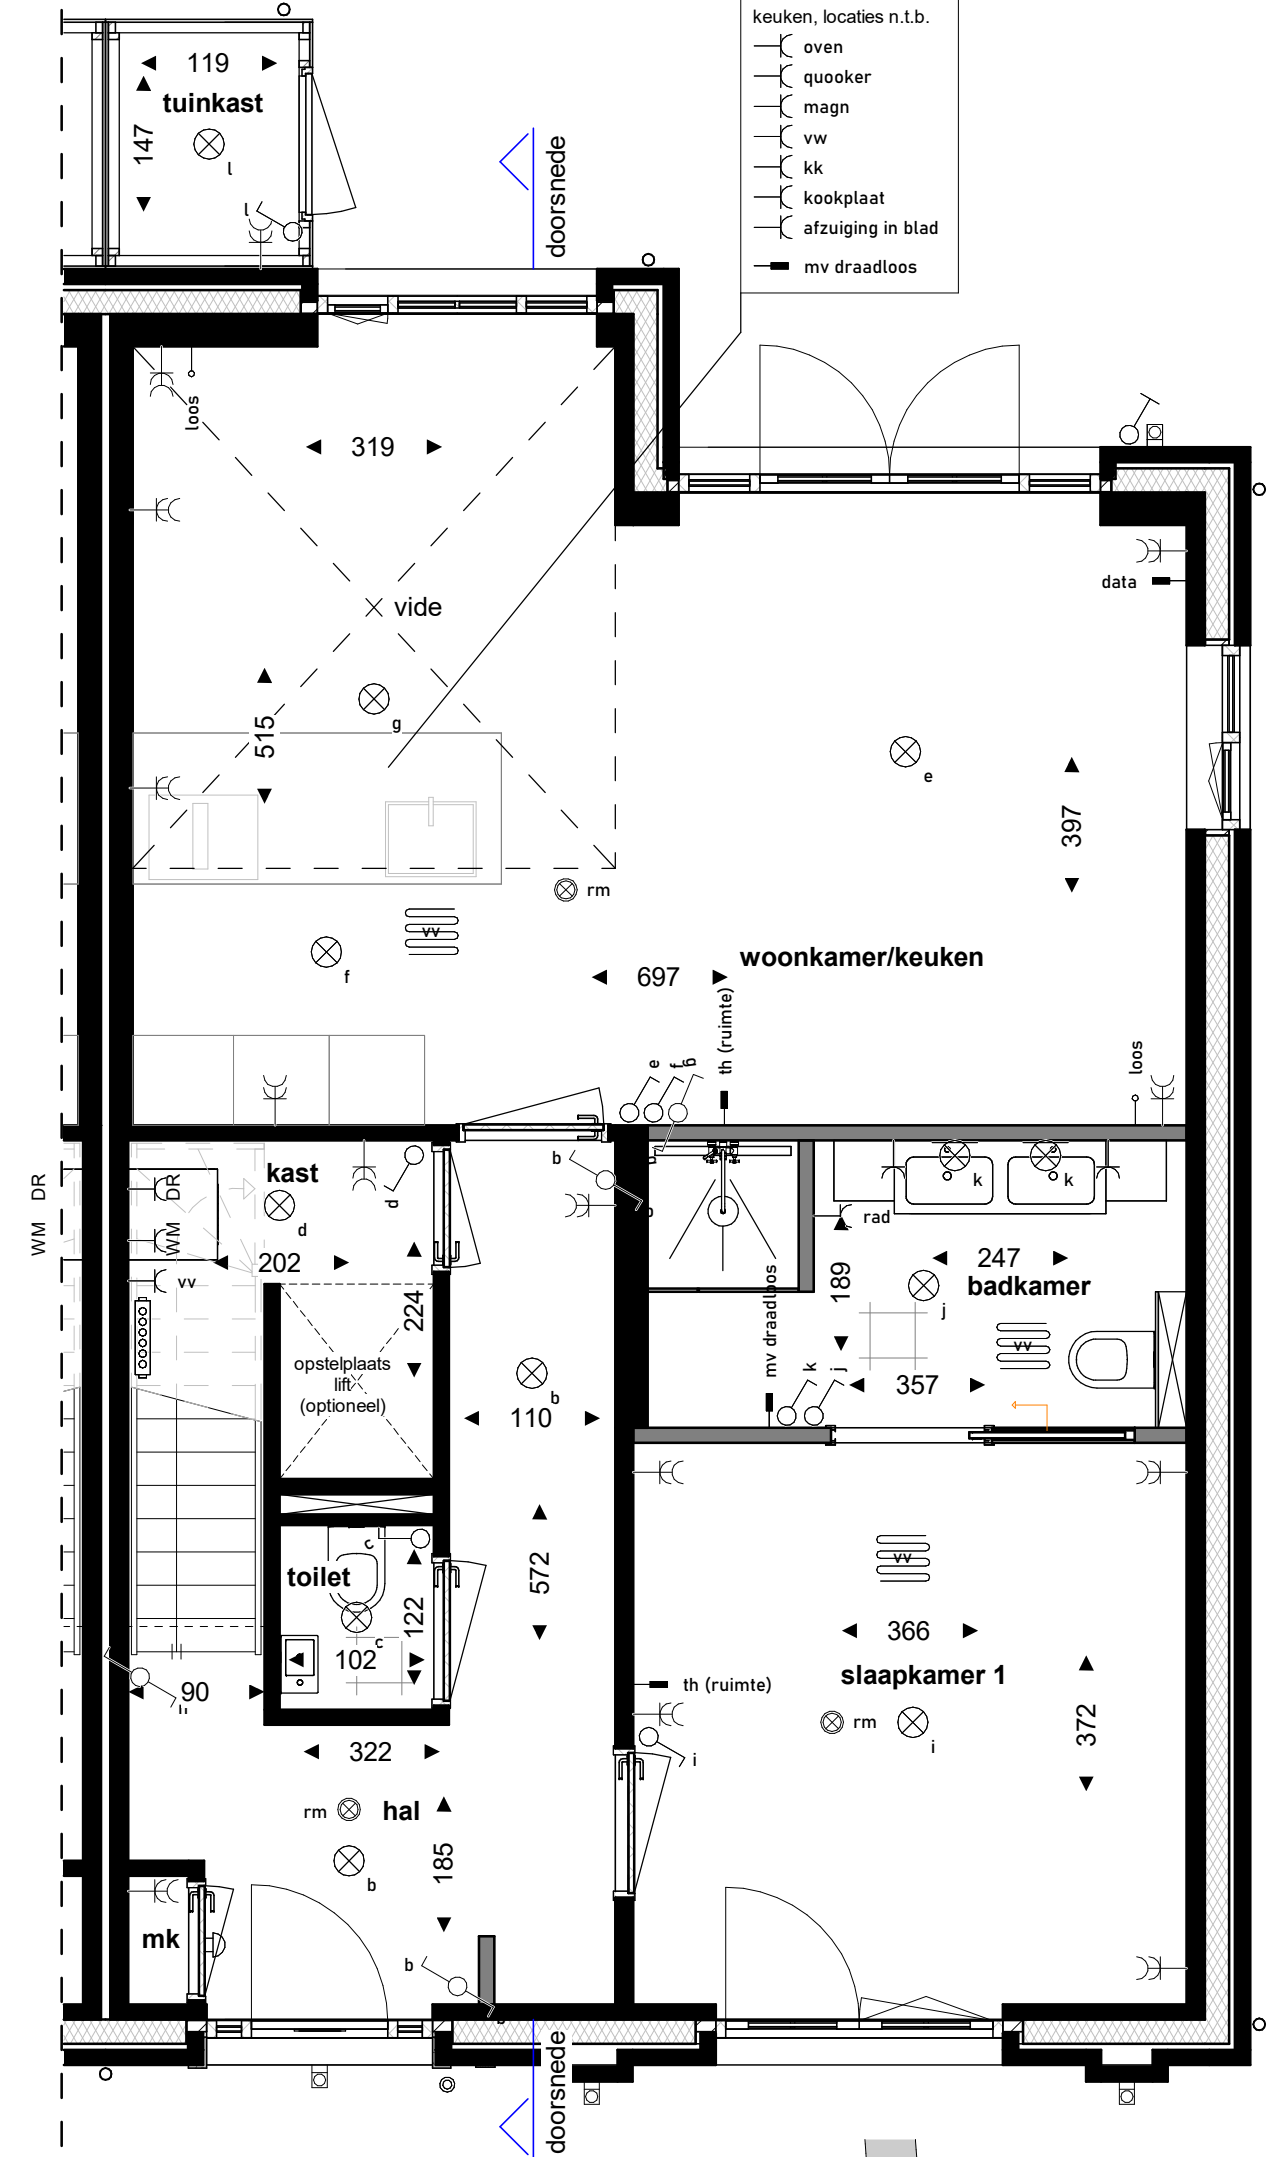 keuken, locaties n.t.b.
oven
quooker
magn
vw
kk
kookplaat
afzuiging in blad
mv draadloos
119
tuinkast
147
l
l
doorsnede
loos
319
data
vide
g
515
e
397
rm
vv
f
woonkamer/keuken
697
th (ruimte)
e
f
g
loos
kast
b
d
d
k
k
DR
WM
DR
WM
rad
202
vv
224
189
247
badkamer
j
mv draadloos
vv
opstelplaats
lift
(optioneel)
b
k
j
357
110
c
vv
toilet
572
122
c
102
366
slaapkamer 1
th (ruimte)
90
rm
i
372
i
322
rm
hal
185
b
mk
b
doorsnede